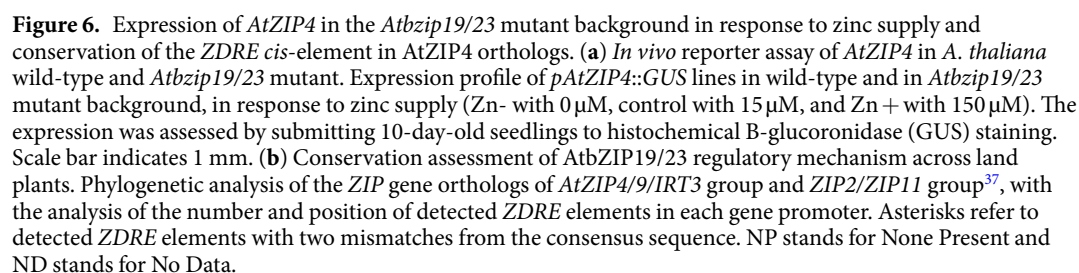 Figure 6. Expression of AtZIP4 in the Atbzip19/23 mutant background in response to zinc supply and
conservation of the ZDRE cis-element in AtZIP4 orthologs. (a) In vivo reporter assay of AtZIP4 in A. thaliana
wild-type and Atbzip19/23 mutant. Expression profile of pAtZIP4::GUS lines in wild-type and in Atbzip19/23
mutant background, in response to zinc supply (Zn- with 0 μM, control with 15 μM, and Zn + with 150 μM). The
expression was assessed by submitting 10-day-old seedlings to histochemical B-glucoronidase (GUS) staining.
Scale bar indicates 1 mm. (b) Conservation assessment of AtbZIP19/23 regulatory mechanism across land
plants. Phylogenetic analysis of the ZIP gene orthologs of AtZIP4/9/IRT3 group and ZIP2/ZIP11 group37, with
the analysis of the number and position of detected ZDRE elements in each gene promoter. Asterisks refer to
detected ZDRE elements with two mismatches from the consensus sequence. NP stands for None Present and
ND stands for No Data.